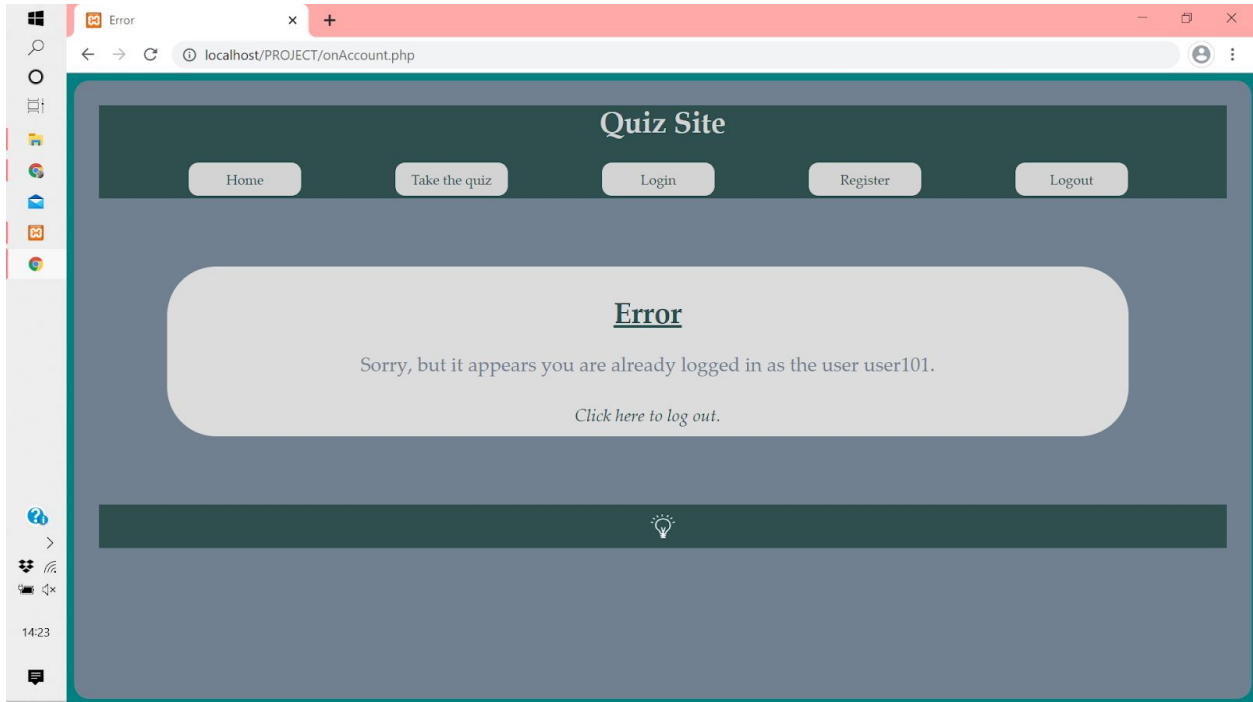 Error
localhost/PROJECT/onAccount.php
Quiz Site
Home
Take the quiz
Login
Register
Logout
Error
Sorry, but it appears you are already logged in as the user user101.
Click here to log out.
14:23